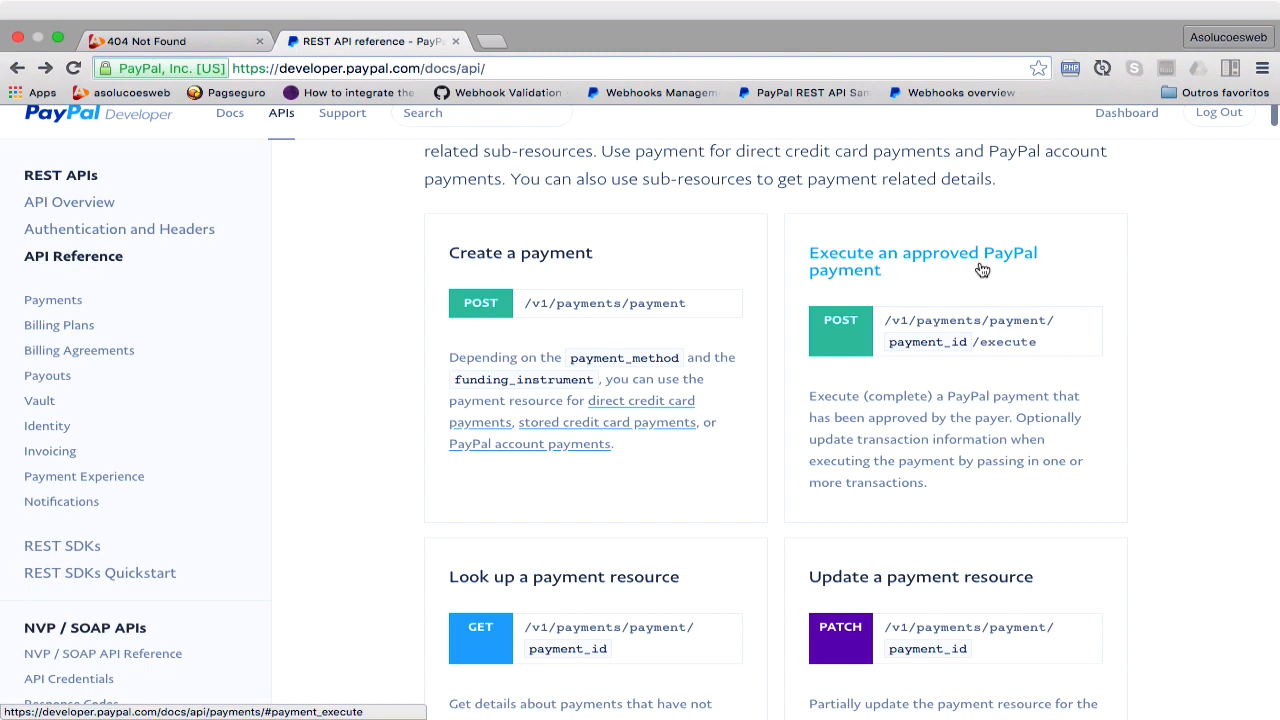 404 Not Found
REST API reference - PayP
Asolucoesweb
PayPal, Inc. [US] https://developer.paypal.com/docs/api/
Apps
asolucoesweb
Pagseguro
How to integrate the
Webhook Validation
Webhooks Managem
PayPal REST API San
Webhooks overview
Outros favoritos
PayPal Developer
Docs
APIs
Support
Search
Dashboard
Log Out
REST APIs
API Overview
Authentication and Headers
API Reference
Payments
Billing Plans
Billing Agreements
Payouts
Vault
Identity
Invoicing
Payment Experience
Notifications
REST SDKs
REST SDKs Quickstart
NVP / SOAP APIs
NVP / SOAP API Reference
API Credentials
Response Codes
related sub-resources. Use payment for direct credit card payments and PayPal account
payments. You can also use sub-resources to get payment related details.
Create a payment
POST /v1/payments/payment
Depending on the payment_method and the
funding_instrument, you can use the
payment resource for direct credit card
payments, stored credit card payments, or
PayPal account payments.
Execute an approved PayPal
payment
POST /v1/payments/payment/
payment_id/execute
Execute (complete) a PayPal payment that
has been approved by the payer. Optionally
update transaction information when
executing the payment by passing in one or
more transactions.
Look up a payment resource
GET /v1/payments/payment/
payment_id
Get details about payments that have not
Update a payment resource
PATCH /v1/payments/payment/
payment_id
Partially update the payment resource for the
https://developer.paypal.com/docs/api/payments/#payment_execute